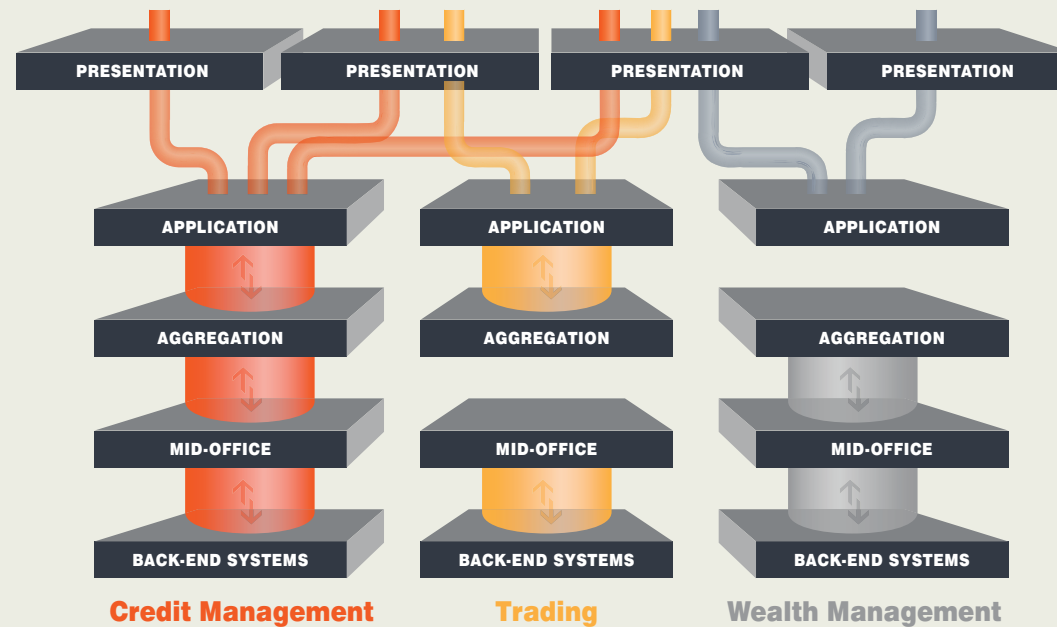 PRESENTATION
PRESENTATION
PRESENTATION
PRESENTATION
APPLICATION
APPLICATION
APPLICATION
AGGREGATION
AGGREGATION
AGGREGATION
MID-OFFICE
MID-OFFICE
MID-OFFICE
BACK-END SYSTEMS
BACK-END SYSTEMS
BACK-END SYSTEMS
Credit Management
Trading
Wealth Management